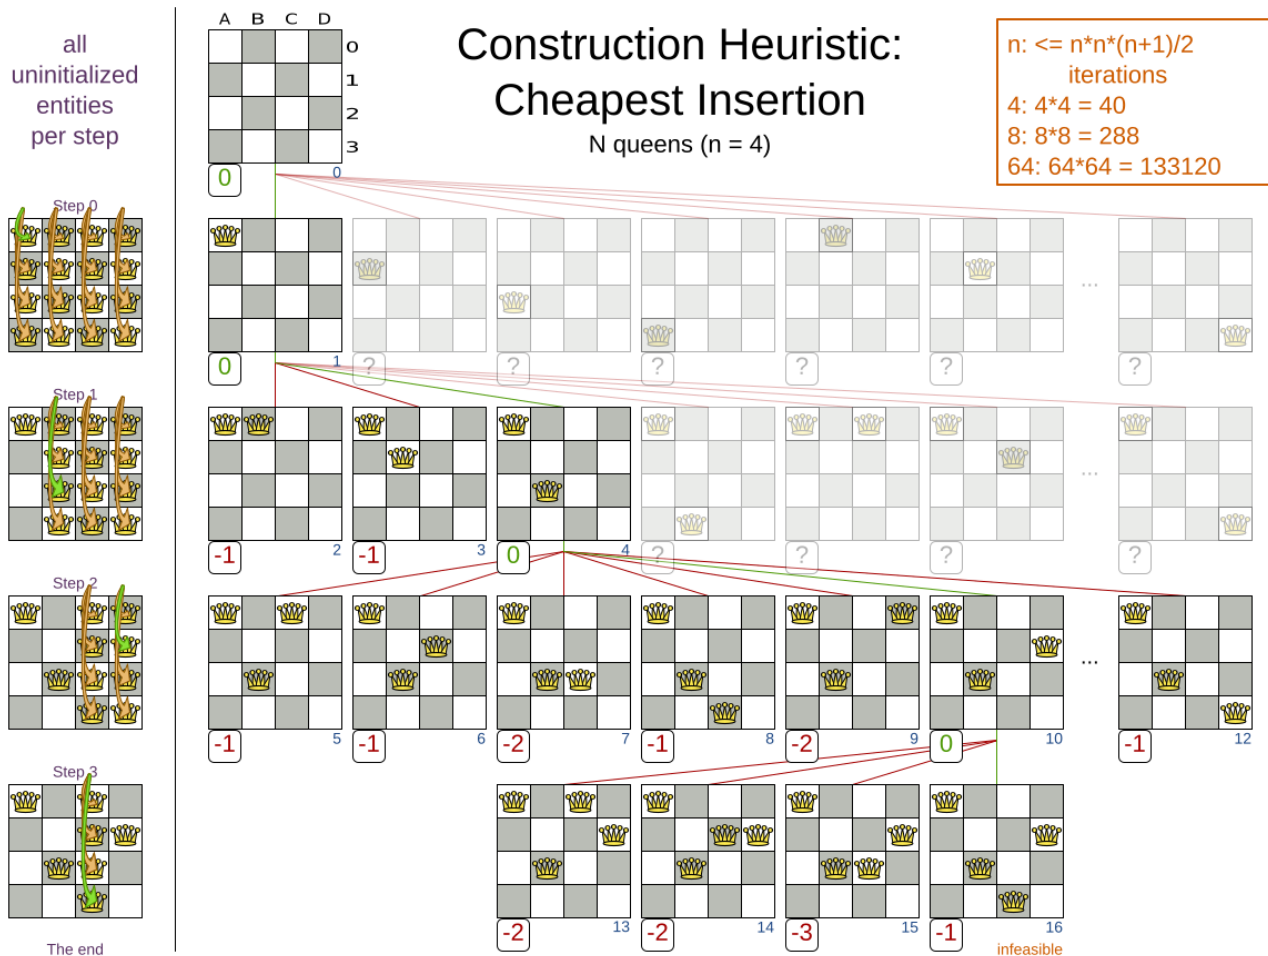 all
uninitialized
entities
per step
A B C D
0
1
2
3
0
0
Construction Heuristic:
Cheapest Insertion
N queens (n = 4)
n: <= n*n*(n+1)/2
iterations
4: 4*4 = 40
8: 8*8 = 288
64: 64*64 = 133120
Step 0
...
0 1 ? ? ? ? ? ?
Step 1
...
-1 2 -1 3 0 4 ? ? ? ?
Step 2
...
-1 5 -1 6 -2 7 -1 8 -2 9 0 10 -1 12
Step 3
-2 13 -2 14 -3 15 -1 16
The end
infeasible